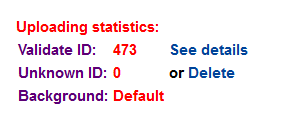 Uploading statistics:
Validate ID: 473 See details
Unknown ID: 0 or Delete
Background: Default